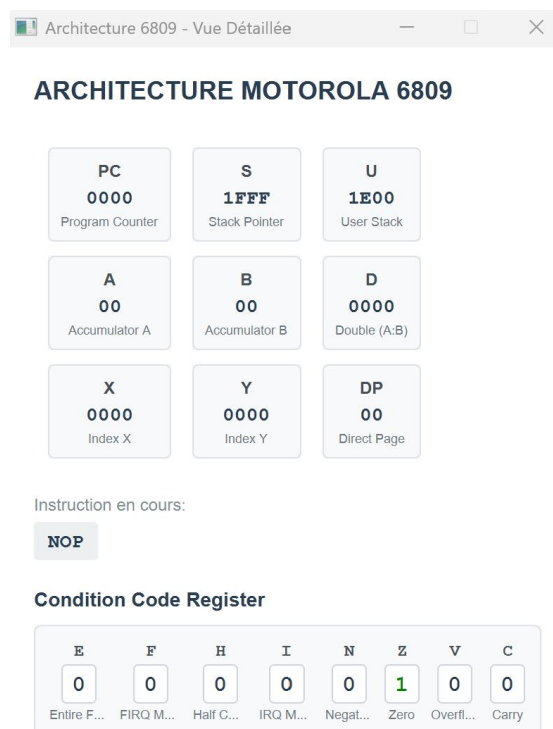 Architecture 6809 - Vue Détaillée
ARCHITECTURE MOTOROLA 6809
PC S U
0000 1FFF 1E00
Program Counter Stack Pointer User Stack
A B D
00 00 0000
Accumulator A Accumulator B Double (A:B)
X Y DP
0000 0000 00
Index X Index Y Direct Page
Instruction en cours:
NOP
Condition Code Register
E F H I N Z V C
0 0 0 0 0 1 0 0
Entire F... FIRQ M... Half C... IRQ M... Negat... Zero Overfl... Carry